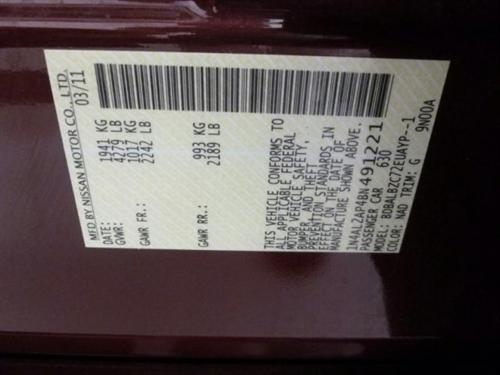 MFD BY NISSAN MOTOR CO., LTD.
03/11
DATE: 1941 KG
GVWR: 4279 LB
1017 KG
GAWR FR: 2242 LB
993 KG
GAWR RR: 2189 LB
THIS VEHICLE CONFORMS TO
ALL APPLICABLE FEDERAL
MOTOR VEHICLE SAFETY,
BUMPER, AND THEFT
PREVENTION STANDARDS IN
EFFECT ON THE DATE OF
MANUFACTURE SHOWN ABOVE.
1N4AL2AP4BN491221
PASSENGER CAR 630
MODEL: BDBALBZC72EUAYP-1
COLOR: NAD TRIM: G 9N00A